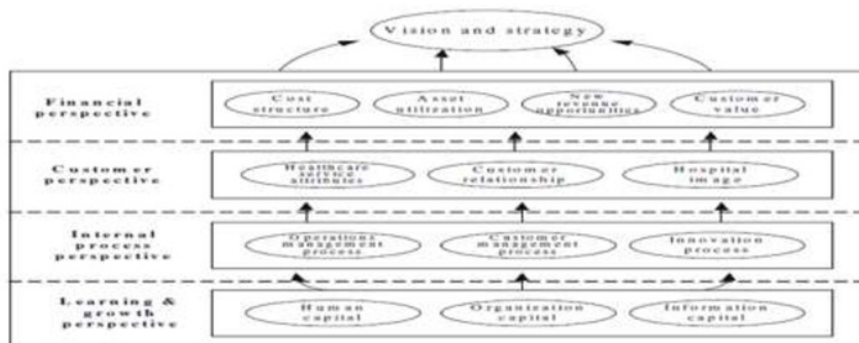 Vision and strategy
Financial
perspective
Cost
structure
Asset
utilization
New
revenue
opportunities
Customer
value
Customer
perspective
Healthcare
service
attributes
Customer
relationship
Hospital
image
Internal
process
perspective
Operations
management
process
Customer
management
process
Innovation
process
Learning &
growth
perspective
Human
capital
Organization
capital
Information
capital